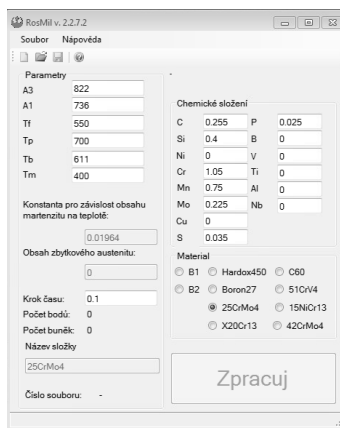 RosMil v. 2.2.7.2
Soubor Nápověda
Parametry
A3 822
A1 736
Tf 550
Tp 700
Tb 611
Tm 400
Konstanta pro závislost obsahu
martenzitu na teplotě:
0.01964
Obsah zbytkového austenitu:
0
Krok času: 0.1
Počet bodů: 0
Počet buněk: 0
Název složky
25CrMo4
Číslo souboru: -
-
Chemické složení
C 0.255 P 0.025
Si 0.4 B 0
Ni 0 V 0
Cr 1.05 Ti 0
Mn 0.75 Al 0
Mo 0.225 Nb 0
Cu 0
S 0.035
Material
B1 Hardox450 C60
B2 Boron27 51CrV4
25CrMo4 15NiCr13
X20Cr13 42CrMo4
Zpracuj